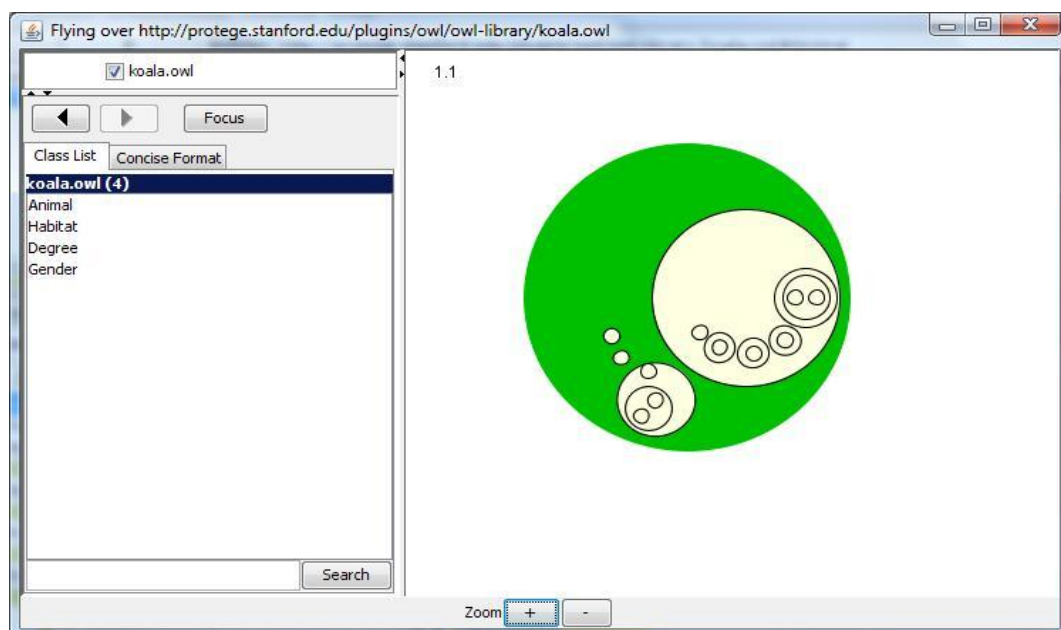 Flying over http://protege.stanford.edu/plugins/owl/owl-library/koala.owl
koala.owl
1.1
Focus
Class List
Concise Format
koala.owl (4)
Animal
Habitat
Degree
Gender
Search
Zoom
+
-